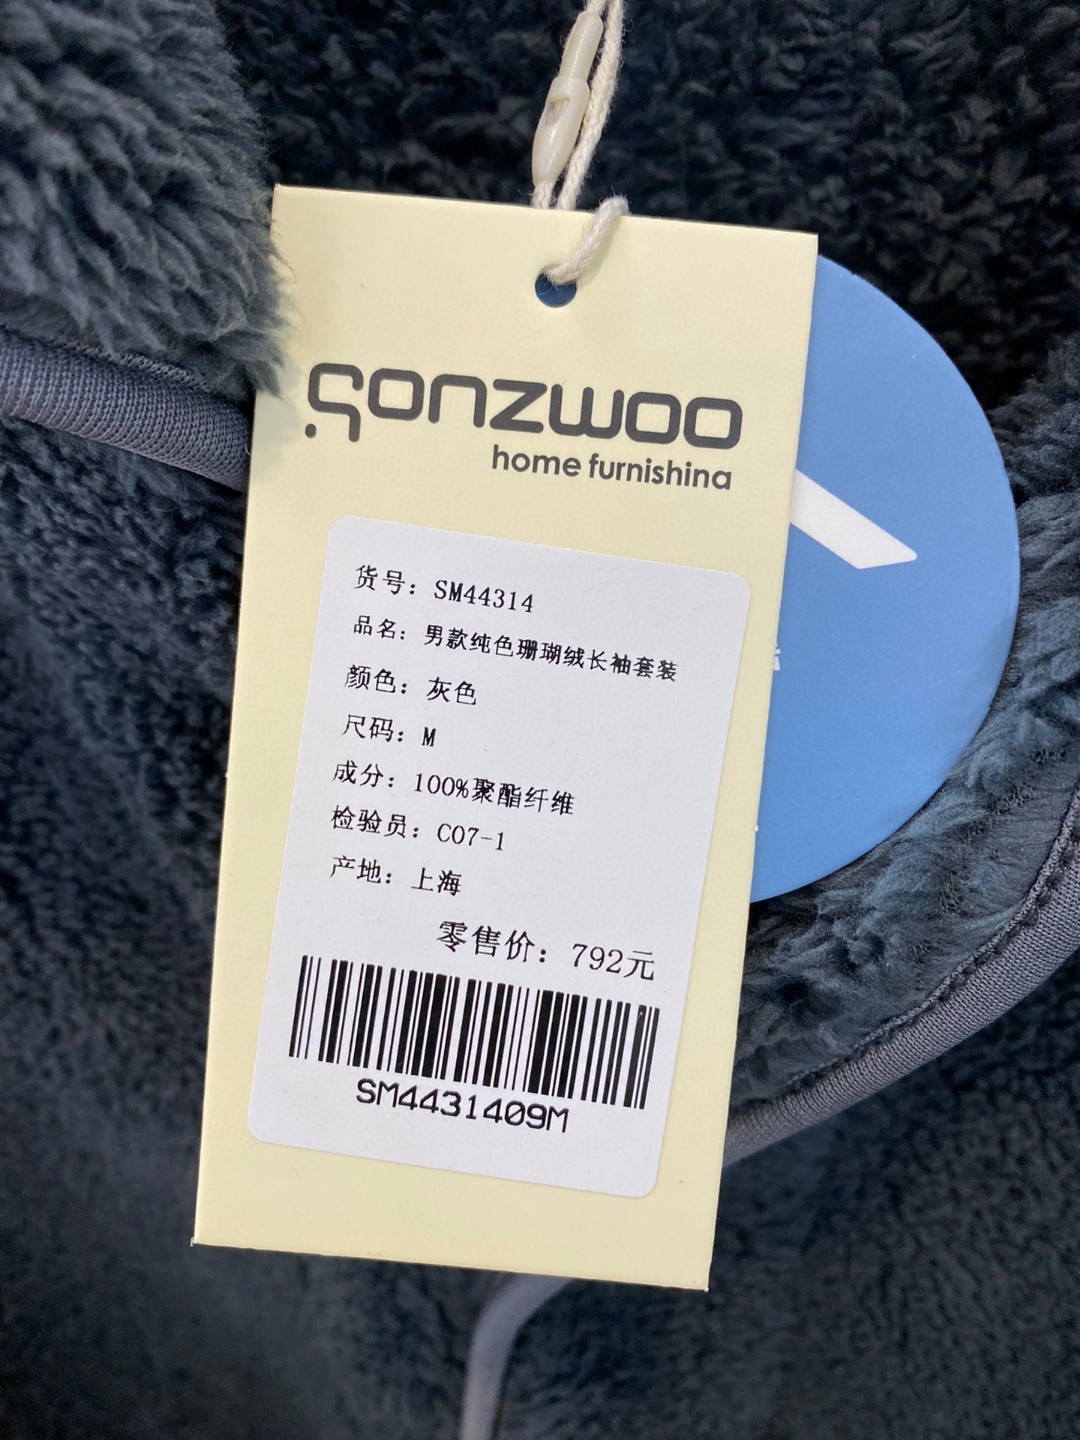 gonzwoo
home furnishing
货号：SM44314
品名：男款纯色珊瑚绒长袖套装
颜色：灰色
尺码：M
成分：100%聚酯纤维
检验员：C07-1
产地：上海
零售价：792元
SM4431409M